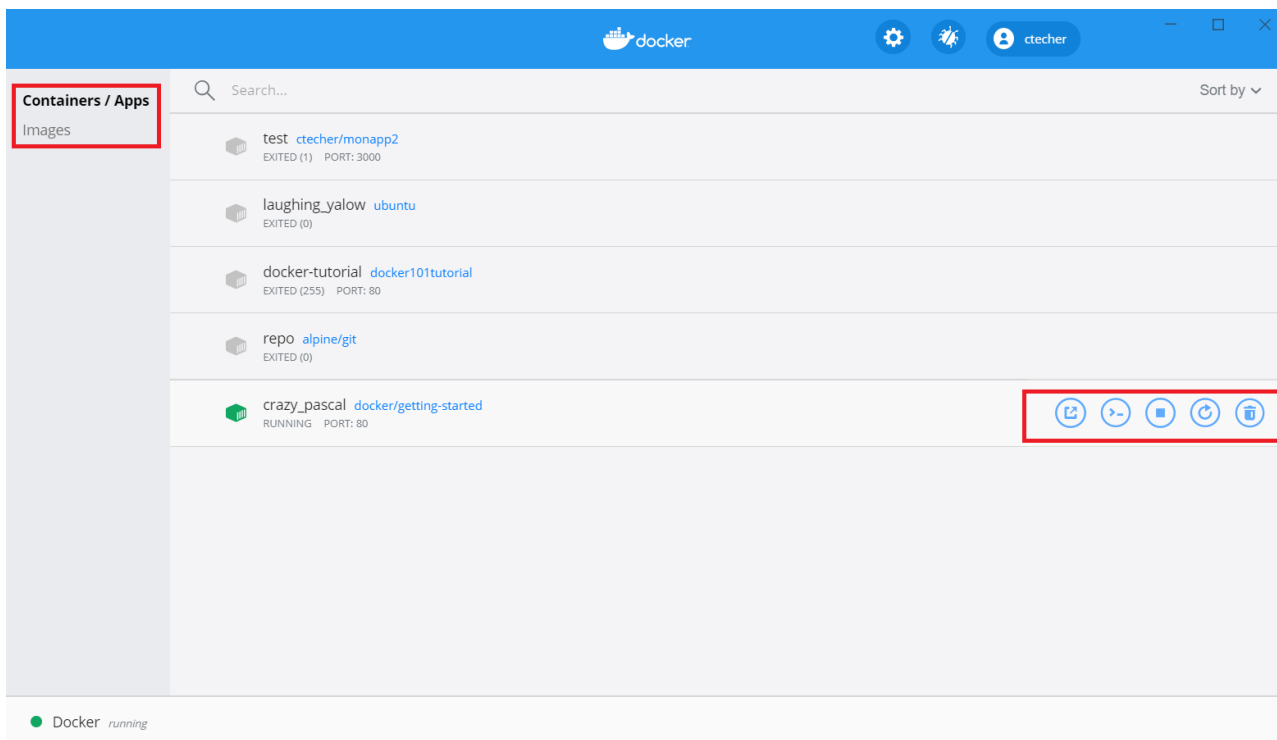 docker
ctecher
Containers / Apps
Images
Search...
Sort by
test ctecher/monapp2
EXITED (1) PORT: 3000
laughing_yalow ubuntu
EXITED (0)
docker-tutorial docker101tutorial
EXITED (255) PORT: 80
repo alpine/git
EXITED (0)
crazy_pascal docker/getting-started
RUNNING PORT: 80
Docker running